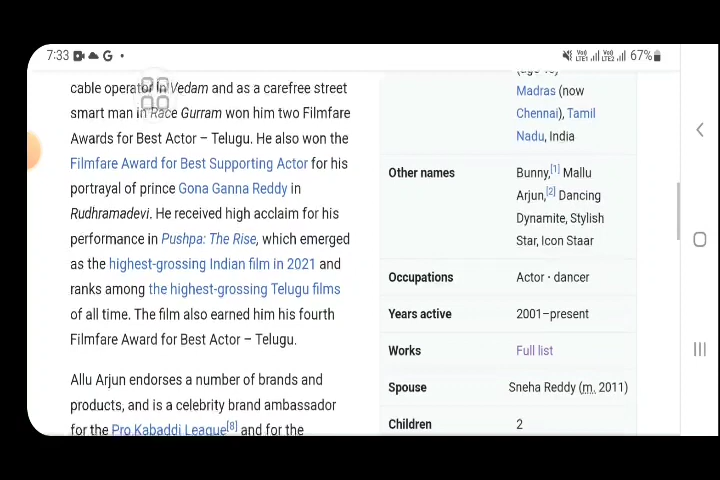 7:33
67%
cable operator in Vedam and as a carefree street
smart man in Race Gurram won him two Filmfare
Awards for Best Actor – Telugu. He also won the
Filmfare Award for Best Supporting Actor for his
portrayal of prince Gona Ganna Reddy in
Rudhramadevi. He received high acclaim for his
performance in Pushpa: The Rise, which emerged
as the highest-grossing Indian film in 2021 and
ranks among the highest-grossing Telugu films
of all time. The film also earned him his fourth
Filmfare Award for Best Actor – Telugu.
Allu Arjun endorses a number of brands and
products, and is a celebrity brand ambassador
for the Pro Kabaddi League[8] and for the
Madras (now
Chennai), Tamil
Nadu, India
Other names
Bunny,[1] Mallu
Arjun,[2] Dancing
Dynamite, Stylish
Star, Icon Staar
Occupations
Actor · dancer
Years active
2001–present
Works
Full list
Spouse
Sneha Reddy (m. 2011)
Children
2